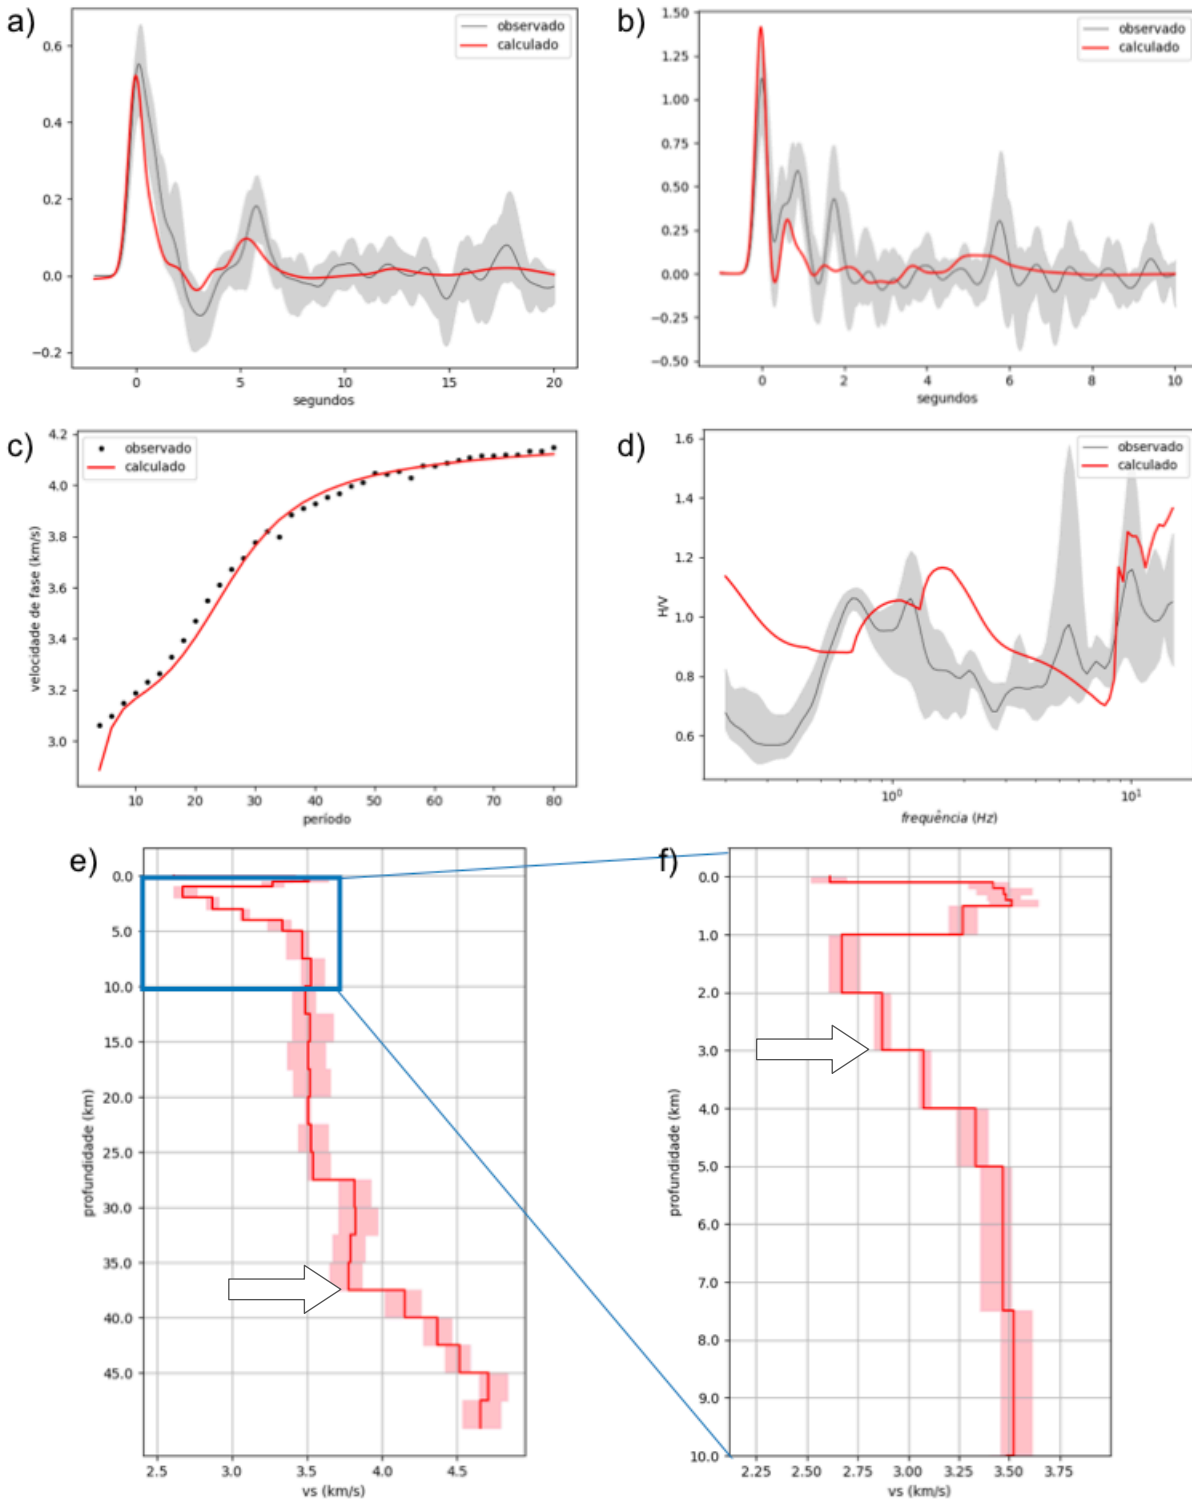 a)
observado
calculado
0.6
0.4
0.2
0.0
−0.2
0 5 10 15 20
segundos
b)
observado
calculado
1.50
1.25
1.00
0.75
0.50
0.25
0.00
−0.25
−0.50
0 2 4 6 8 10
segundos
c)
observado
calculado
velocidade de fase (km/s)
4.2
4.0
3.8
3.6
3.4
3.2
3.0
10 20 30 40 50 60 70 80
período
d)
observado
calculado
H/V
1.6
1.4
1.2
1.0
0.8
0.6
10⁰ 10¹
frequência (Hz)
e)
profundidade (km)
0.0
5.0
10.0
15.0
20.0
25.0
30.0
35.0
40.0
45.0
2.5 3.0 3.5 4.0 4.5
vs (km/s)
f)
profundidade (km)
0.0
1.0
2.0
3.0
4.0
5.0
6.0
7.0
8.0
9.0
10.0
2.25 2.50 2.75 3.00 3.25 3.50 3.75
vs (km/s)